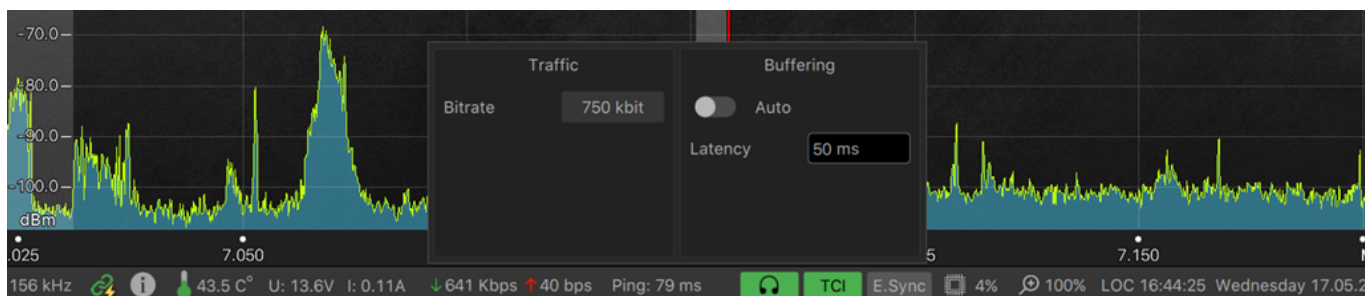 -70.0
-80.0
-90.0
-100.0
dBm
Traffic
Bitrate 750 kbit
Buffering
Auto
Latency 50 ms
.025 7.050 5 7.150
156 kHz 43.5 C° U: 13.6V I: 0.11A ↓641 Kbps ↑40 bps Ping: 79 ms TCI E.Sync 4% 100% LOC 16:44:25 Wednesday 17.05.